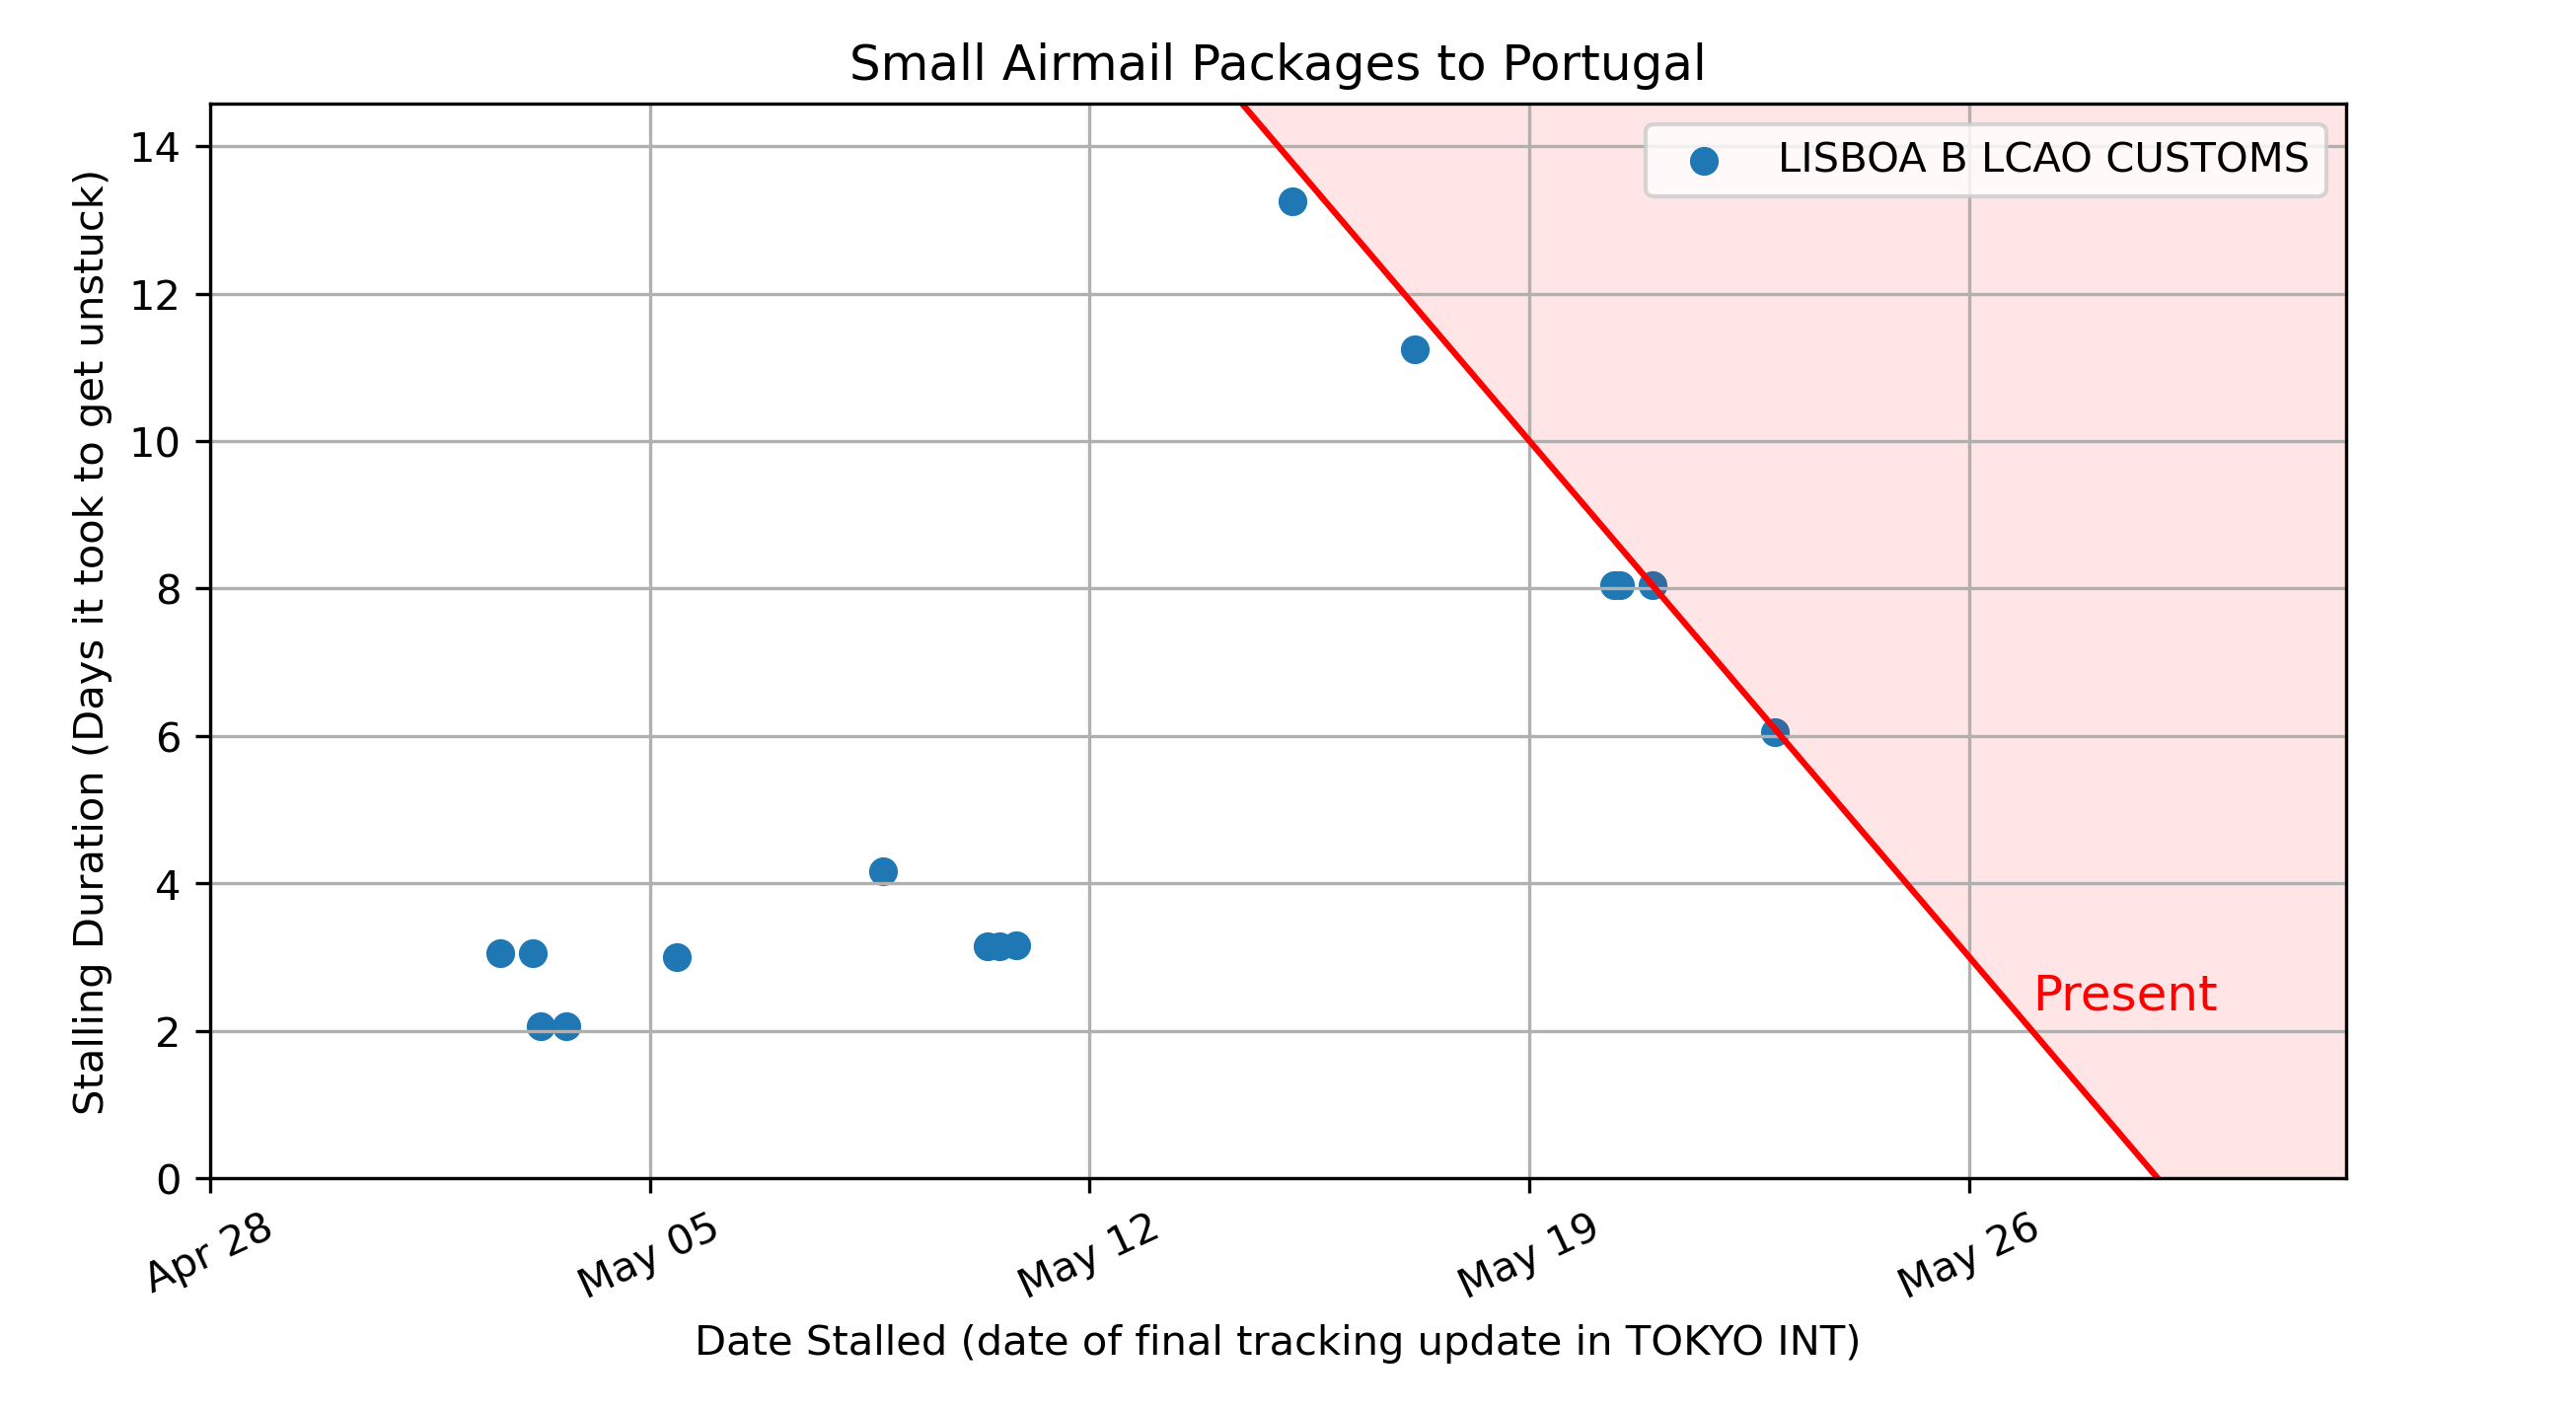 Small Airmail Packages to Portugal
LISBOA B LCAO CUSTOMS
Stalling Duration (Days it took to get unstuck)
14
12
10
8
6
4
2
0
Present
Apr 28
May 05
May 12
May 19
May 26
Date Stalled (date of final tracking update in TOKYO INT)